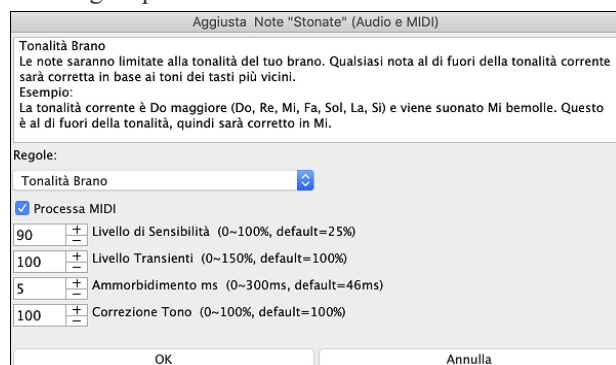 Aggiusta Note "Stonate" (Audio e MIDI)
Tonalità Brano
Le note saranno limitate alla tonalità del tuo brano. Qualsiasi nota al di fuori della tonalità corrente
sarà corretta in base ai toni dei tasti più vicini.
Esempio:
La tonalità corrente è Do maggiore (Do, Re, Mi, Fa, Sol, La, Si) e viene suonato Mi bemolle. Questo
è al di fuori della tonalità, quindi sarà corretto in Mi.
Regole:
Tonalità Brano
Processa MIDI
90 + − Livello di Sensibilità (0~100%, default=25%)
100 + − Livello Transienti (0~150%, default=100%)
5 + − Ammorbidimento ms (0~300ms, default=46ms)
100 + − Correzione Tono (0~100%, default=100%)
OK Annulla